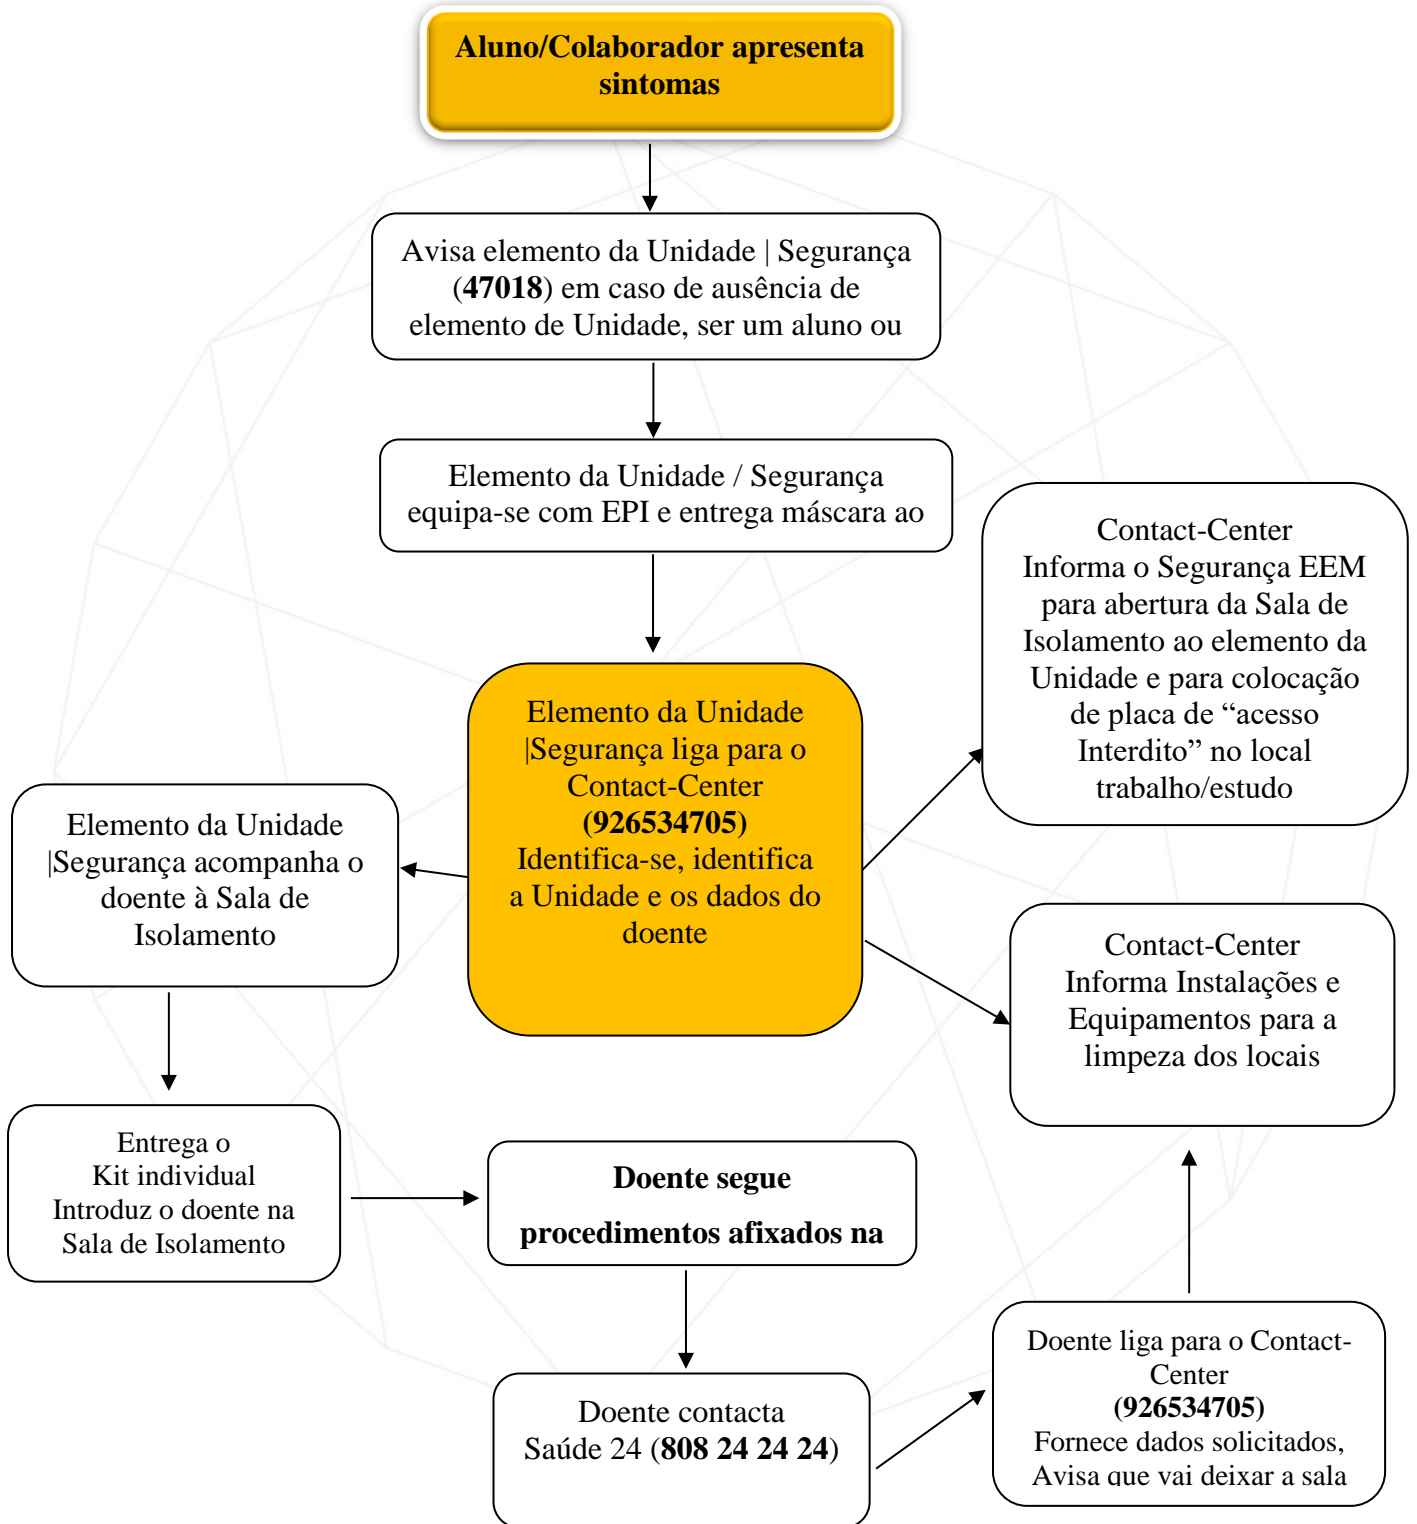 Aluno/Colaborador apresenta
sintomas
Avisa elemento da Unidade | Segurança
(47018) em caso de ausência de
elemento de Unidade, ser um aluno ou
Elemento da Unidade / Segurança
equipa-se com EPI e entrega máscara ao
Contact-Center
Informa o Segurança EEM
para abertura da Sala de
Isolamento ao elemento da
Unidade e para colocação
de placa de “acesso
Interdito” no local
trabalho/estudo
Elemento da Unidade
|Segurança liga para o
Contact-Center
(926534705)
Identifica-se, identifica
a Unidade e os dados do
doente
Elemento da Unidade
|Segurança acompanha o
doente à Sala de
Isolamento
Contact-Center
Informa Instalações e
Equipamentos para a
limpeza dos locais
Entrega o
Kit individual
Introduz o doente na
Sala de Isolamento
Doente segue
procedimentos afixados na
Doente liga para o Contact-
Center
(926534705)
Fornece dados solicitados,
Avisa que vai deixar a sala
Doente contacta
Saúde 24 (808 24 24 24)